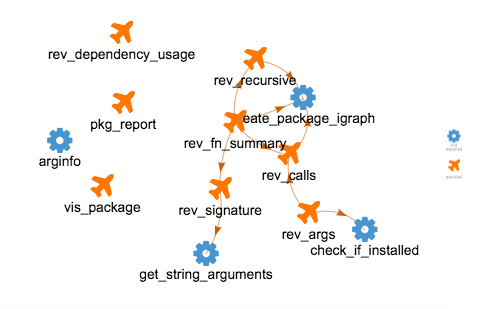 rev_dependency_usage
rev_recursive
eate_package_igraph
pkg_report
rev_fn_summary
arginfo
rev_calls
vis_package
rev_signature
rev_args
check_if_installed
get_string_arguments
not
exported
exported